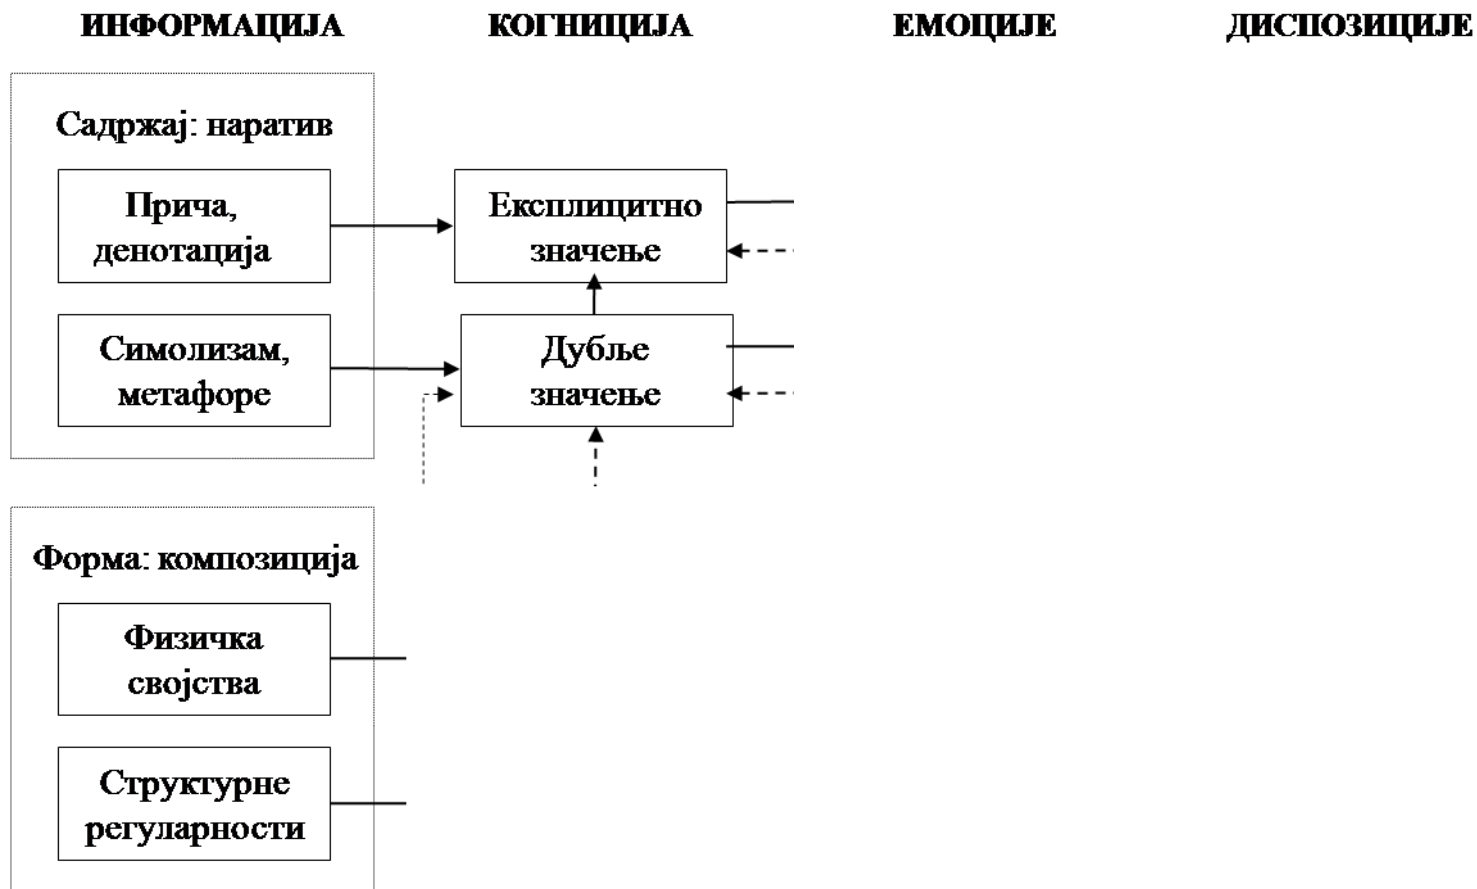 ИНФОРМАЦИЈА КОГНИЦИЈА ЕМОЦИЈЕ ДИСПОЗИЦИЈЕ
Садржај: наратив
Прича,
денотација
Експлицитно
значење
Симолизам,
метафоре
Дубље
значење
Форма: композиција
Физичка
својства
Структурне
регуларности